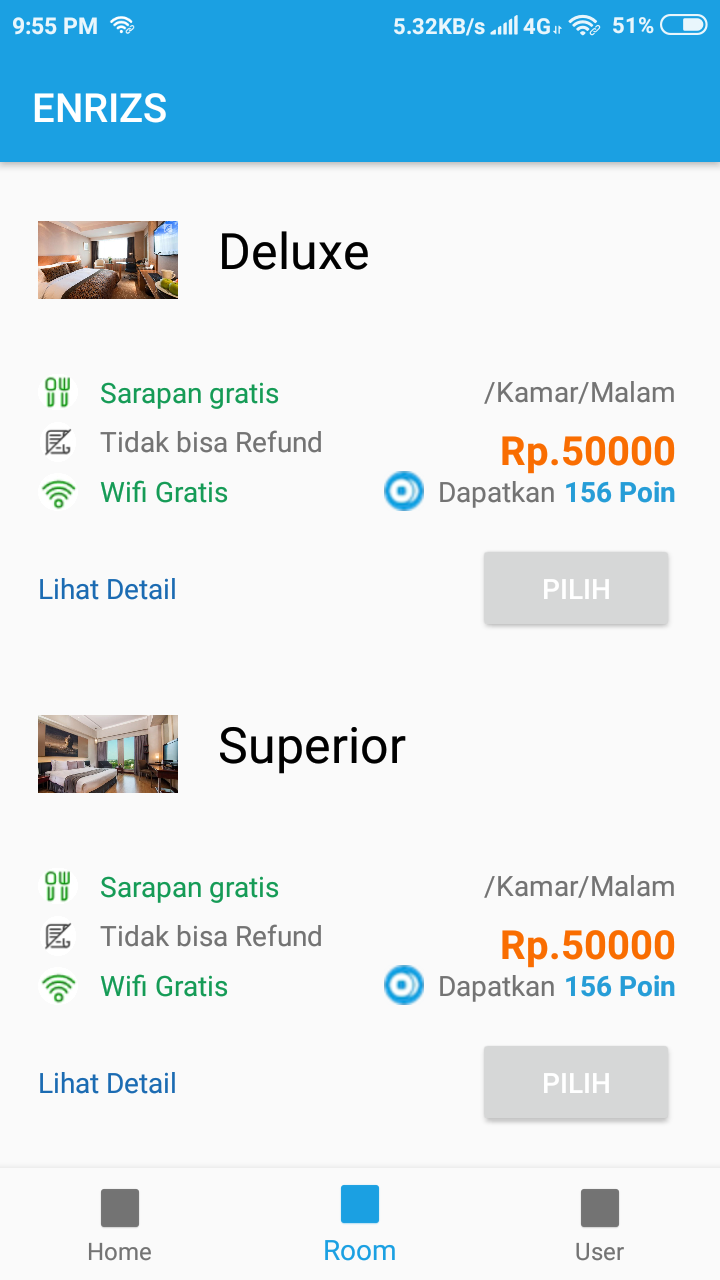 9:55 PM 5.32KB/s 4G 51%
ENRIZS
Deluxe
Sarapan gratis /Kamar/Malam
Tidak bisa Refund Rp.50000
Wifi Gratis Dapatkan 156 Poin
Lihat Detail PILIH
Superior
Sarapan gratis /Kamar/Malam
Tidak bisa Refund Rp.50000
Wifi Gratis Dapatkan 156 Poin
Lihat Detail PILIH
Home Room User